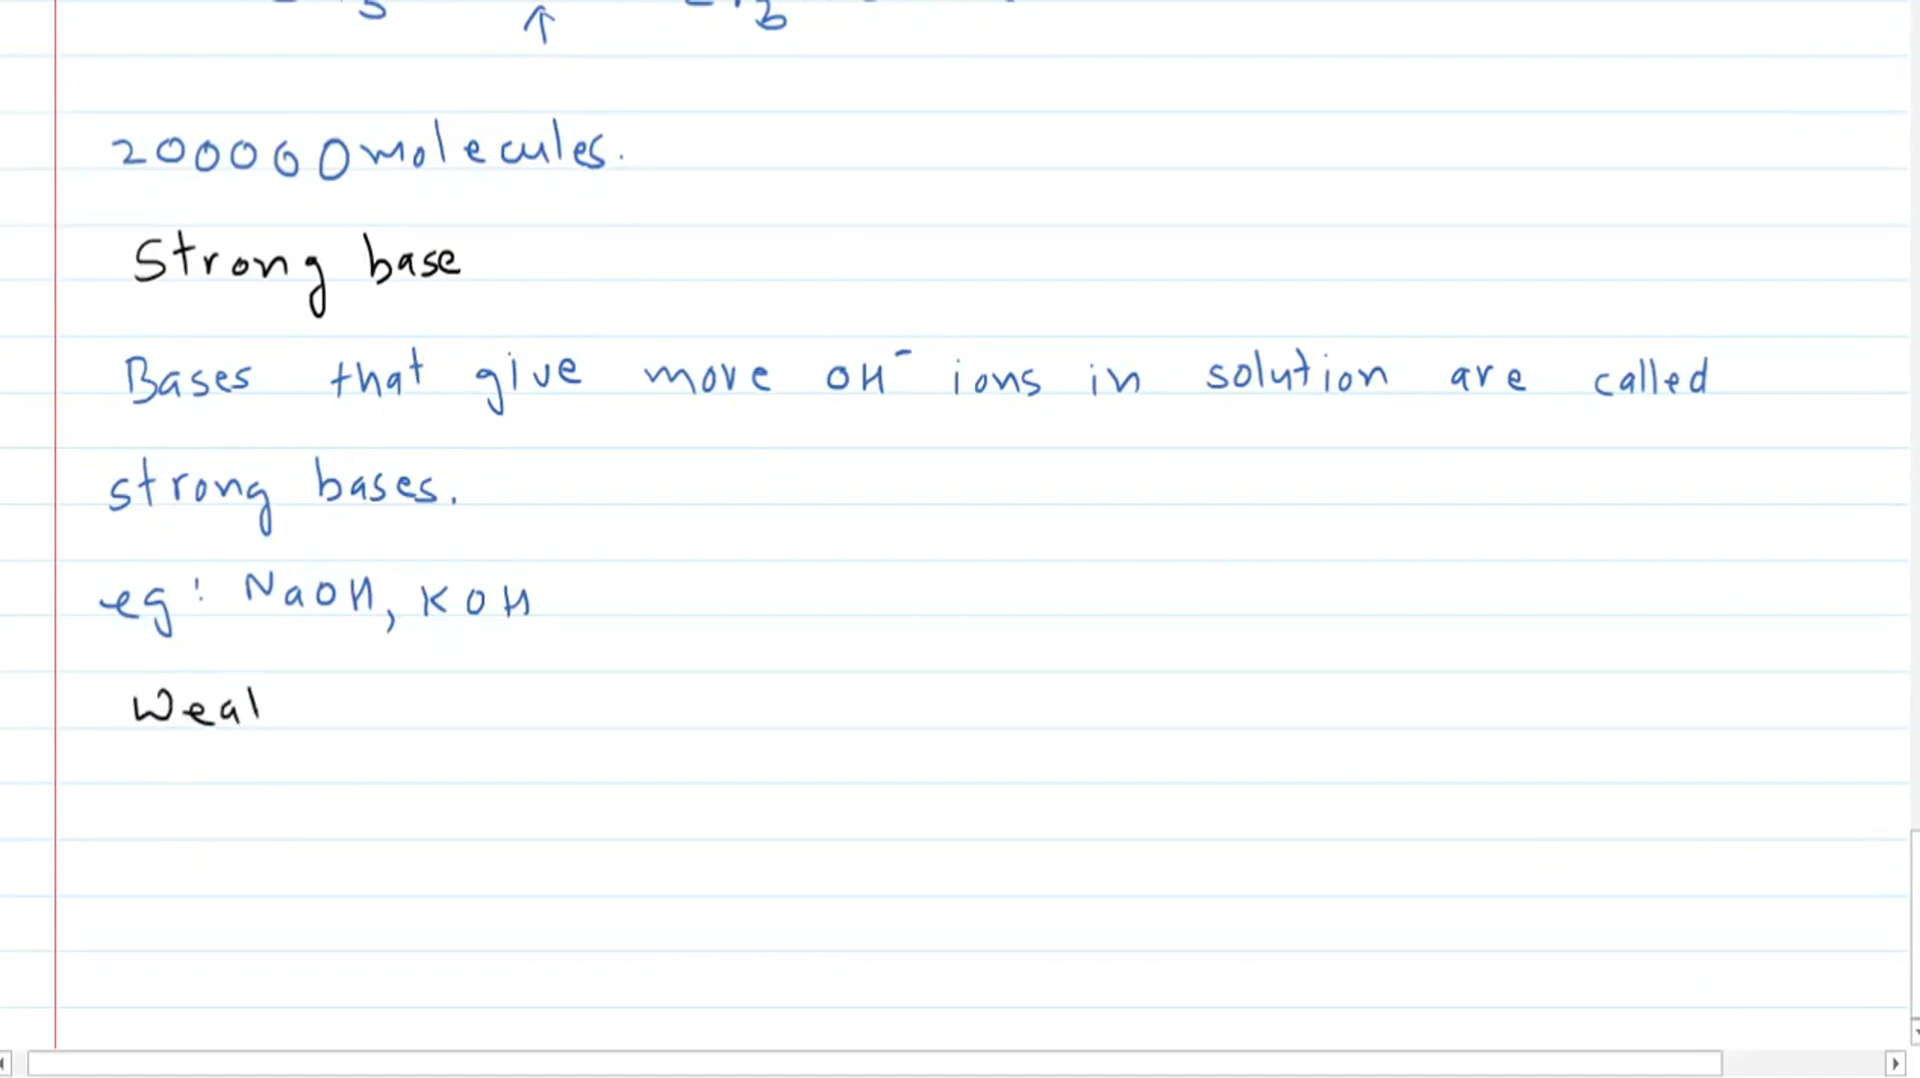 200000 molecules.
Strong base
Bases that give more OH⁻ ions in solution are called
strong bases.
eg: NaOH, KOH
Weal